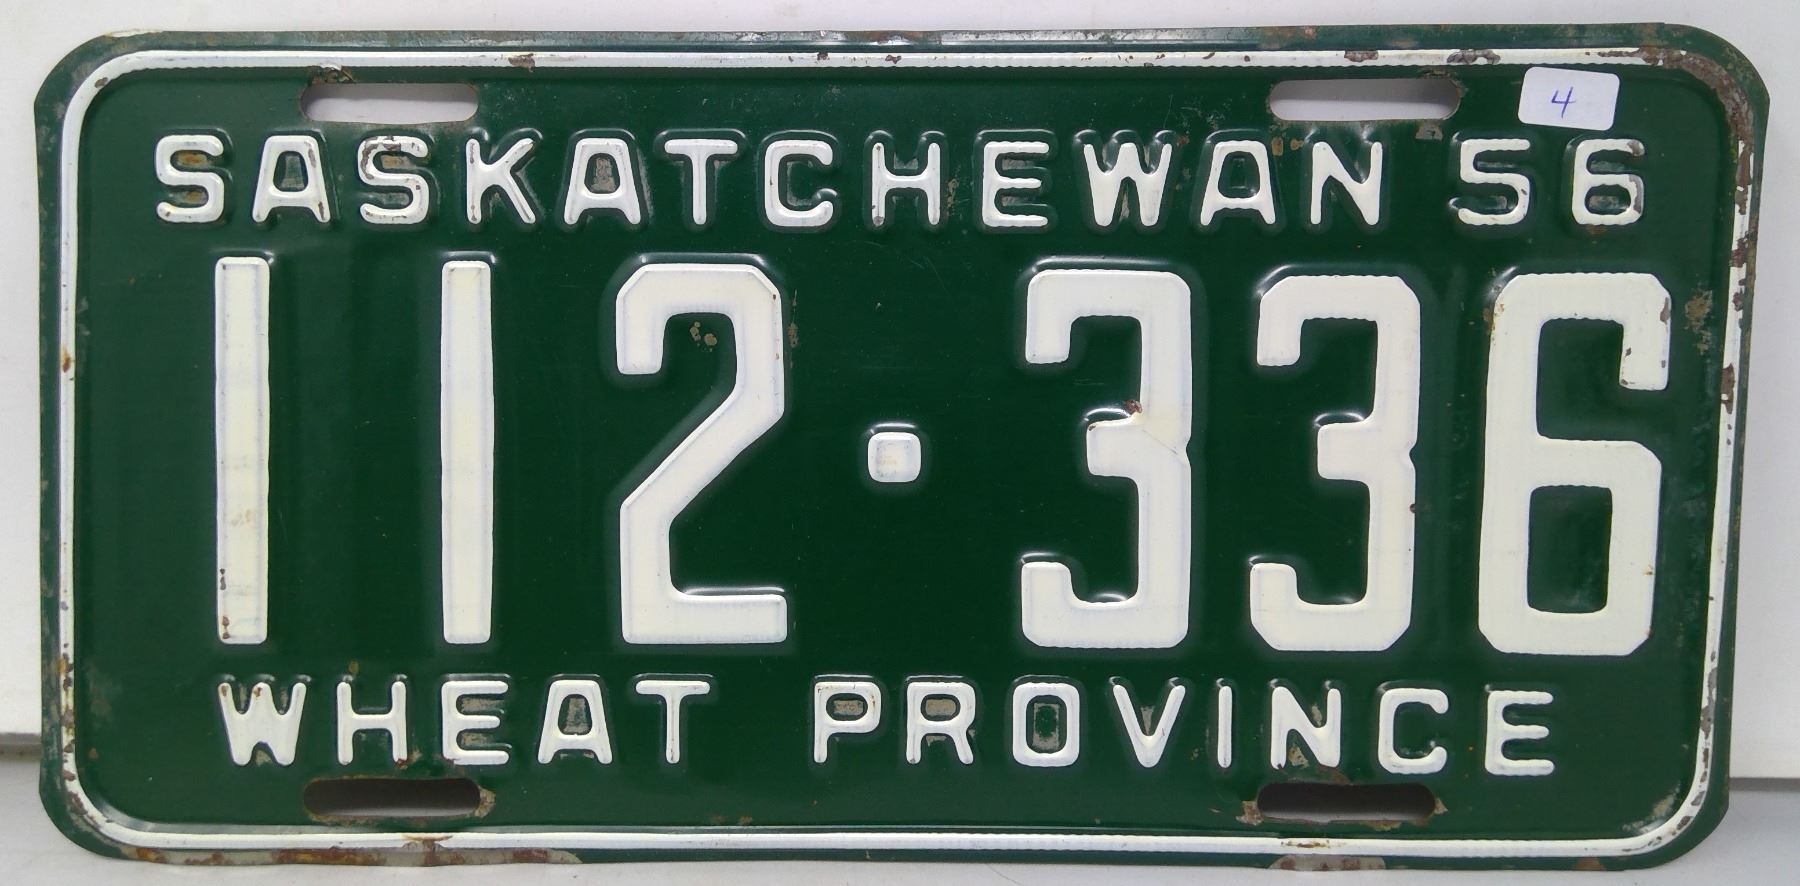 4
SASKATCHEWAN 56
112·336
WHEAT PROVINCE